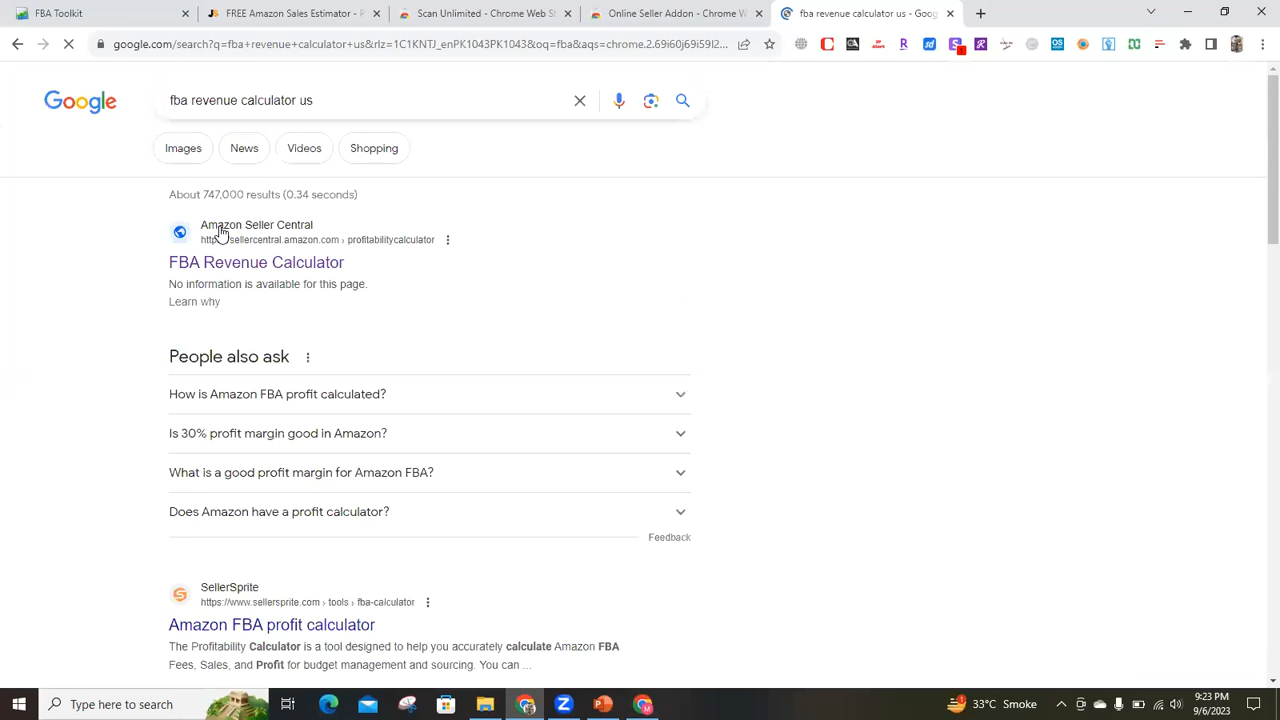 FBA Toolkit
FREE Amazon Sales Estimator - P
Scan Unlimited - Chrome Web St
Online Seller Addon - Chrome W
fba revenue calculator us - Goog
google.com/search?q=fba+revenue+calculator+us&rlz=1C1KNTJ_enPK1043PK1043&oq=fba&aqs=chrome.2.69i60j69i59l2...
Google
fba revenue calculator us
Images
News
Videos
Shopping
About 747,000 results (0.34 seconds)
Amazon Seller Central
sellercentral.amazon.com › profitabilitycalculator
FBA Revenue Calculator
No information is available for this page.
Learn why
People also ask
How is Amazon FBA profit calculated?
Is 30% profit margin good in Amazon?
What is a good profit margin for Amazon FBA?
Does Amazon have a profit calculator?
Feedback
SellerSprite
https://www.sellersprite.com › tools › fba-calculator
Amazon FBA profit calculator
The Profitability Calculator is a tool designed to help you accurately calculate Amazon FBA
Fees, Sales, and Profit for budget management and sourcing. You can ...
Type here to search
33°C Smoke
9:23 PM
9/6/2023